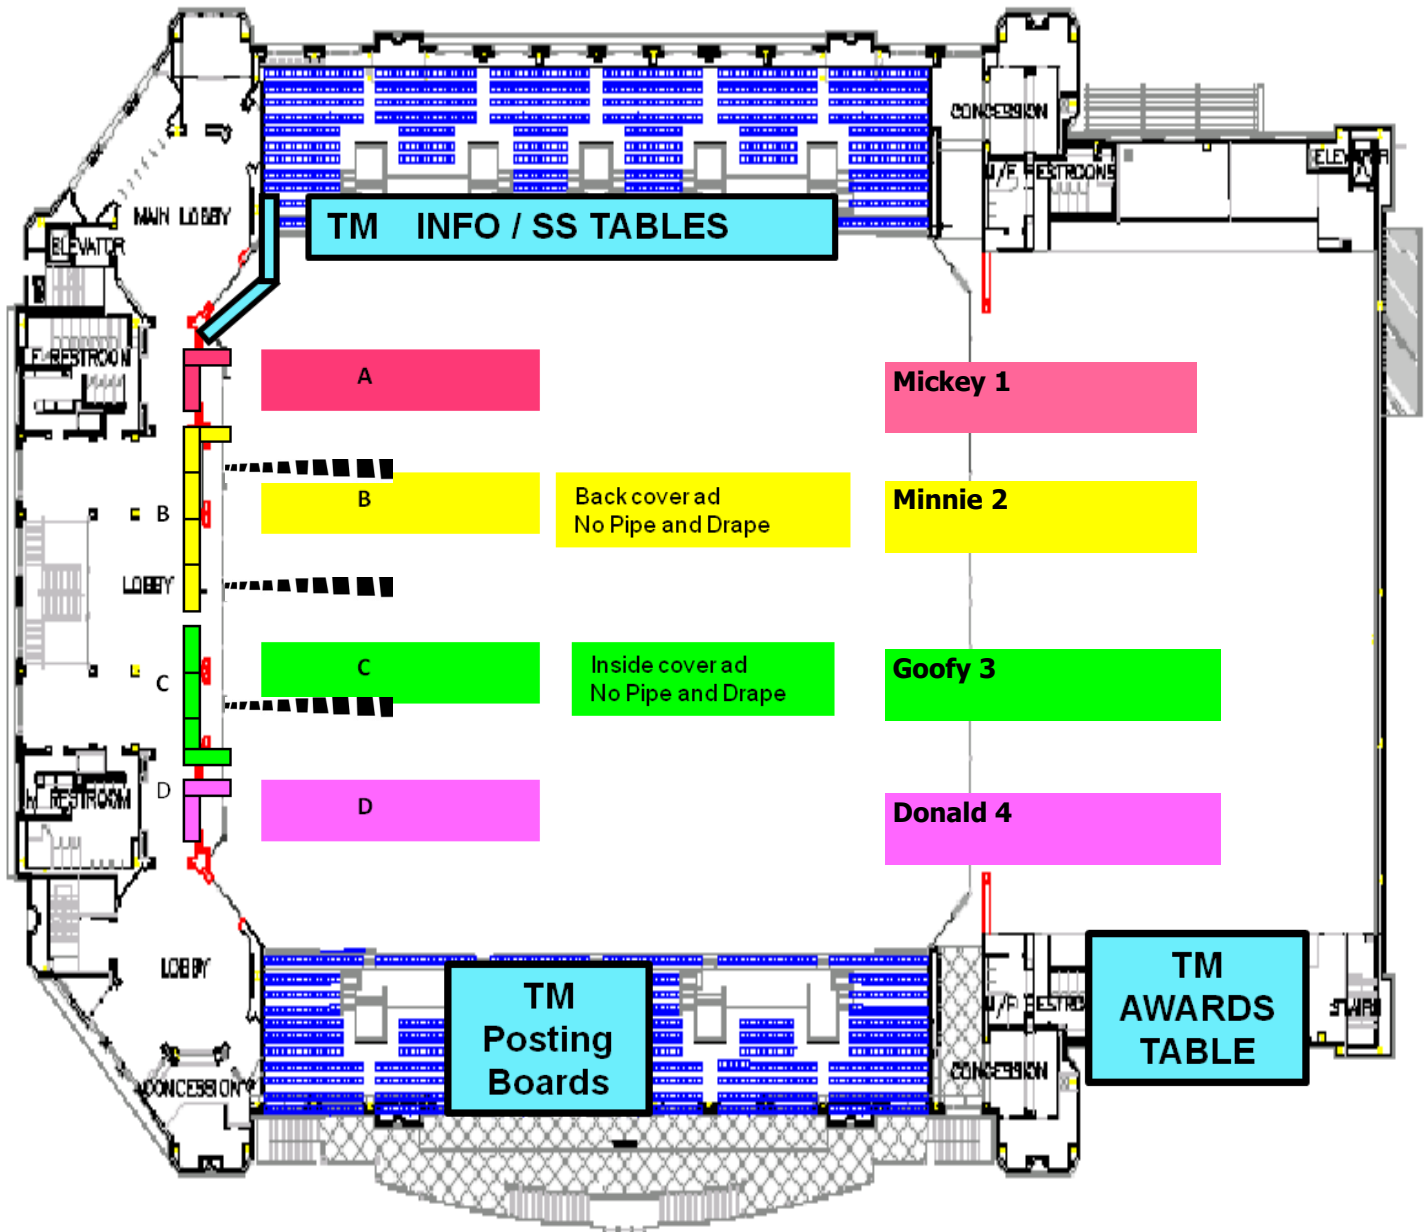 CONCESSION
ELEVATOR
M/F RESTROOMS
MAIN LOBBY
TM INFO / SS TABLES
ELEVATOR
RESTROOM
A
Mickey 1
B
B
Back cover ad
No Pipe and Drape
Minnie 2
LOBBY
C
C
Inside cover ad
No Pipe and Drape
Goofy 3
D
D
Donald 4
RESTROOM
LOBBY
TM
Posting
Boards
TM
AWARDS
TABLE
CONCESSION
CONCESSION